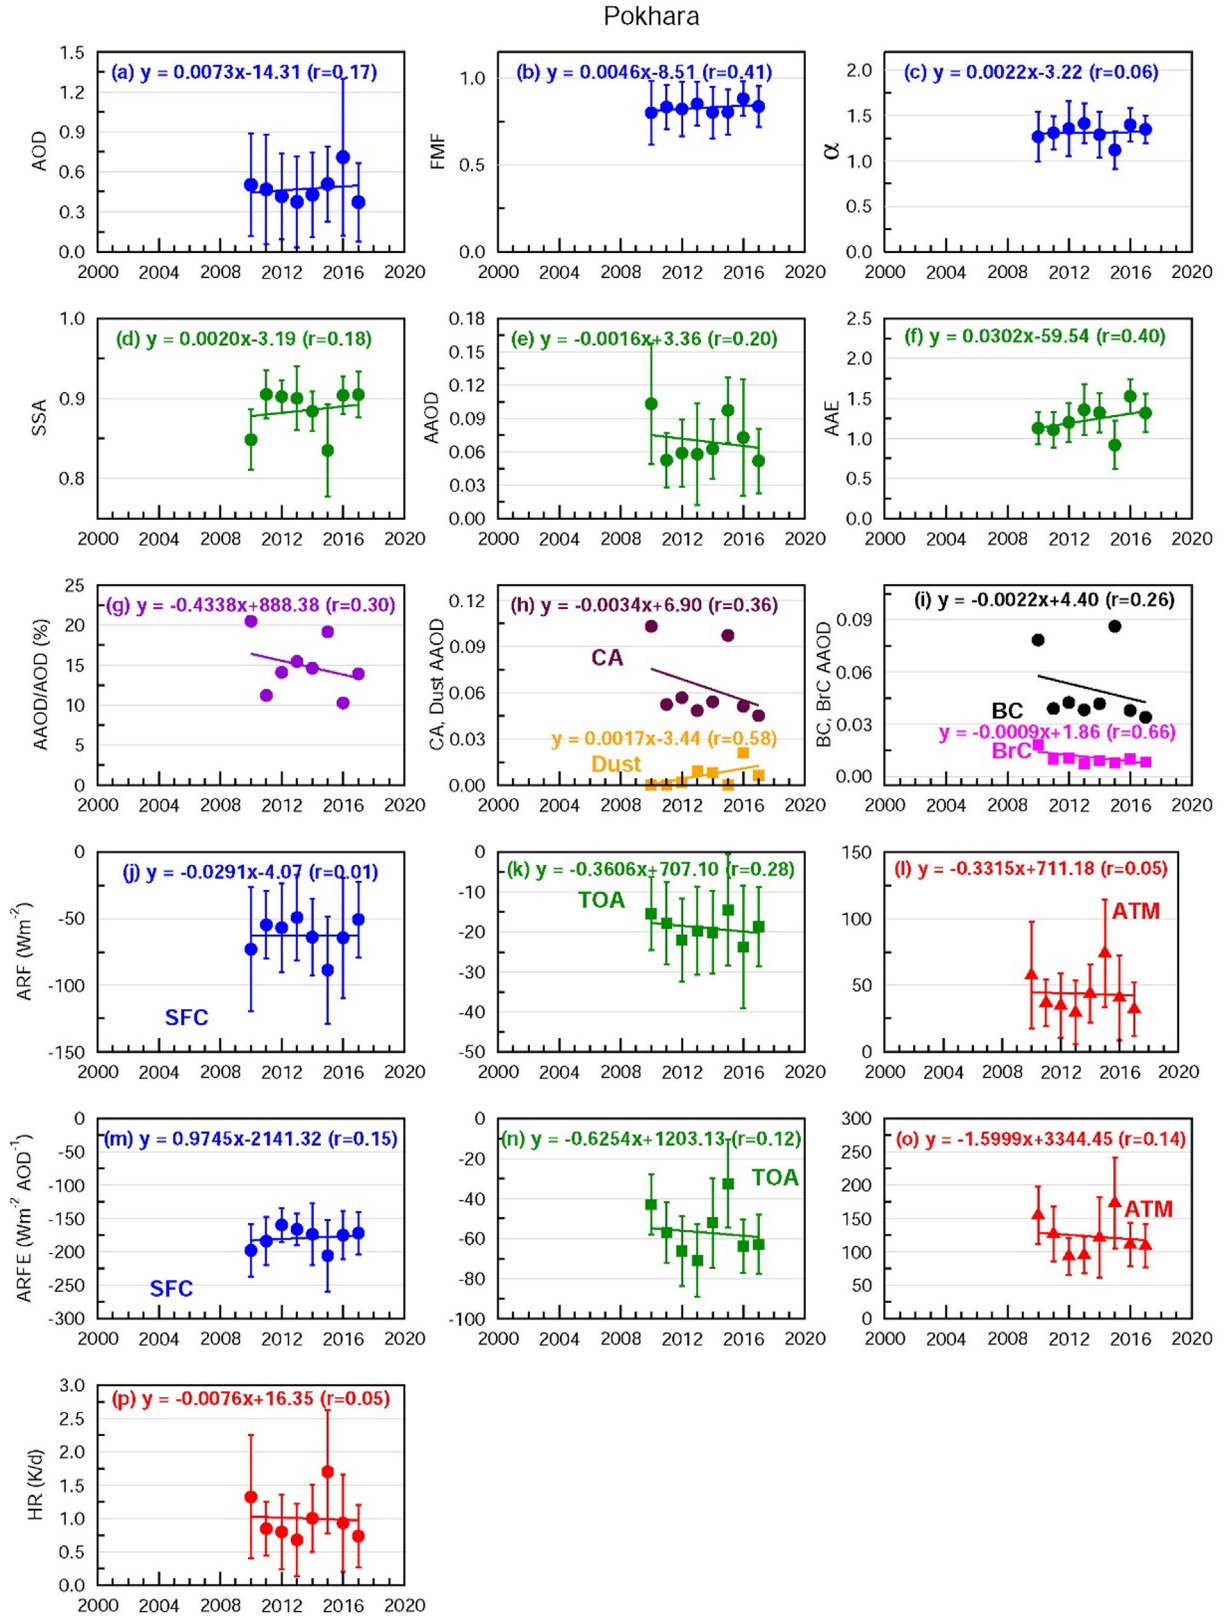 Pokhara
(a) y = 0.0073x-14.31 (r=0.17)
AOD
1.5
1.2
0.9
0.6
0.3
0.0
2000 2004 2008 2012 2016 2020
(b) y = 0.0046x-8.51 (r=0.41)
FMF
1.0
0.5
0.0
2000 2004 2008 2012 2016 2020
(c) y = 0.0022x-3.22 (r=0.06)
α
2.0
1.5
1.0
0.5
0.0
2000 2004 2008 2012 2016 2020
(d) y = 0.0020x-3.19 (r=0.18)
SSA
1.0
0.9
0.8
2000 2004 2008 2012 2016 2020
(e) y = -0.0016x+3.36 (r=0.20)
AAOD
0.18
0.15
0.12
0.09
0.06
0.03
0.00
2000 2004 2008 2012 2016 2020
(f) y = 0.0302x-59.54 (r=0.40)
AAE
2.5
2.0
1.5
1.0
0.5
0.0
2000 2004 2008 2012 2016 2020
(g) y = -0.4338x+888.38 (r=0.30)
AAOD/AOD (%)
25
20
15
10
5
0
2000 2004 2008 2012 2016 2020
(h) y = -0.0034x+6.90 (r=0.36)
CA
y = 0.0017x-3.44 (r=0.58)
Dust
CA, Dust AAOD
0.12
0.09
0.06
0.03
0.00
2000 2004 2008 2012 2016 2020
(i) y = -0.0022x+4.40 (r=0.26)
BC
y = -0.0009x+1.86 (r=0.66)
BrC
BC, BrC AAOD
0.09
0.06
0.03
0.00
2000 2004 2008 2012 2016 2020
(j) y = -0.0291x-4.07 (r=0.01)
SFC
ARF (Wm-2)
0
-50
-100
-150
2000 2004 2008 2012 2016 2020
(k) y = -0.3606x+707.10 (r=0.28)
TOA
0
-10
-20
-30
-40
-50
2000 2004 2008 2012 2016 2020
(l) y = -0.3315x+711.18 (r=0.05)
ATM
150
100
50
0
2000 2004 2008 2012 2016 2020
(m) y = 0.9745x-2141.32 (r=0.15)
SFC
ARFE (Wm-2 AOD-1)
0
-50
-100
-150
-200
-250
-300
2000 2004 2008 2012 2016 2020
(n) y = -0.6254x+1203.13 (r=0.12)
TOA
0
-20
-40
-60
-80
-100
2000 2004 2008 2012 2016 2020
(o) y = -1.5999x+3344.45 (r=0.14)
ATM
300
250
200
150
100
50
0
2000 2004 2008 2012 2016 2020
(p) y = -0.0076x+16.35 (r=0.05)
HR (K/d)
3.0
2.5
2.0
1.5
1.0
0.5
0.0
2000 2004 2008 2012 2016 2020